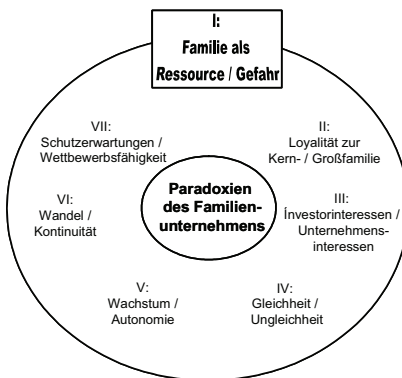 I:
Familie als
Ressource / Gefahr
II:
Loyalität zur
Kern- / Großfamilie
III:
Ínvestorinteressen /
Unternehmens-
interessen
IV:
Gleichheit /
Ungleichheit
V:
Wachstum /
Autonomie
VI:
Wandel /
Kontinuität
VII:
Schutzerwartungen /
Wettbewerbsfähigkeit
Paradoxien
des Familien-
unternehmens